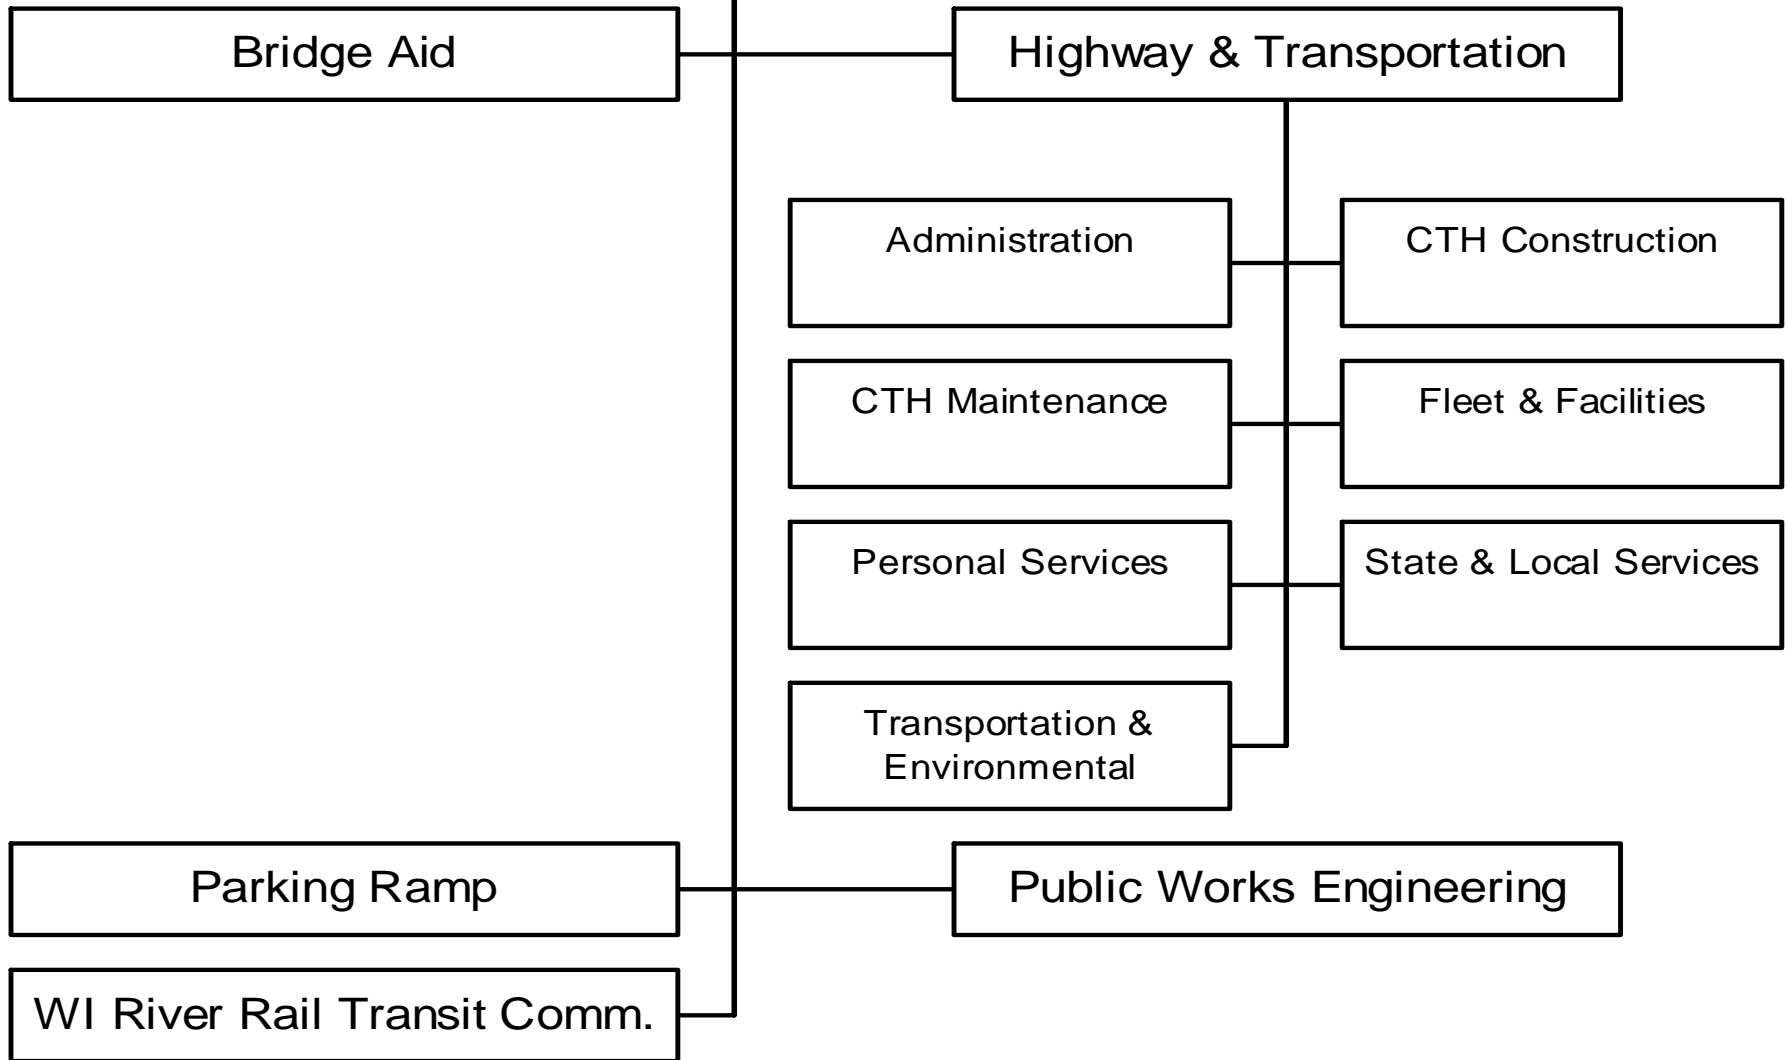 Bridge Aid
Highway & Transportation
Administration
CTH Construction
CTH Maintenance
Fleet & Facilities
Personal Services
State & Local Services
Transportation &
Environmental
Parking Ramp
Public Works Engineering
WI River Rail Transit Comm.